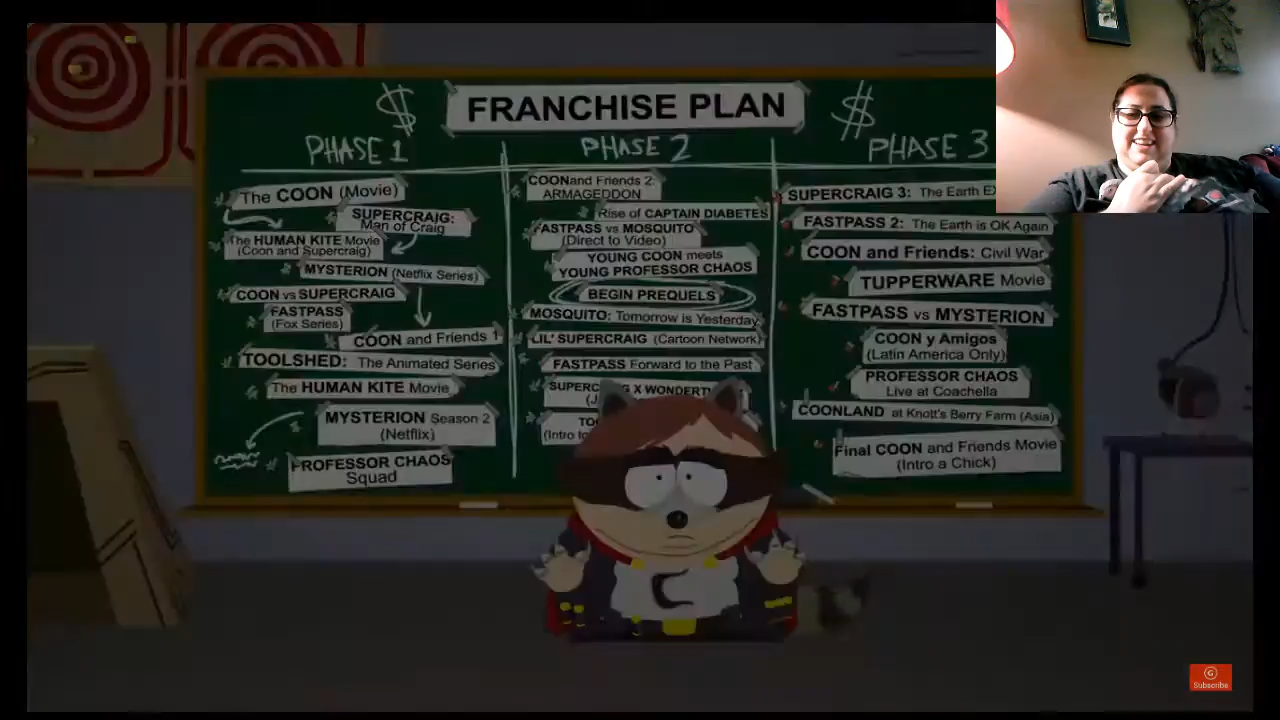 $ FRANCHISE PLAN $
PHASE 1
The COON (Movie)
SUPERCRAIG:
Man of Craig
The HUMAN KITE Movie
(Coon and Supercraig)
MYSTERION (Netflix Series)
COON vs SUPERCRAIG
FASTPASS
(Fox Series)
COON and Friends 1
TOOLSHED: The Animated Series
The HUMAN KITE Movie
MYSTERION Season 2
(Netflix)
PROFESSOR CHAOS
Squad
PHASE 2
COONand Friends 2:
ARMAGEDDON
Rise of CAPTAIN DIABETES
FASTPASS vs MOSQUITO
(Direct to Video)
YOUNG COON meets
YOUNG PROFESSOR CHAOS
BEGIN PREQUELS
MOSQUITO: Tomorrow is Yesterday
LIL' SUPERCRAIG (Cartoon Network)
FASTPASS Forward to the Past
X
(Intro
PHASE 3
SUPERCRAIG 3: The Earth
FASTPASS 2: The Earth is OK Again
COON and Friends: Civil War
TUPPERWARE Movie
FASTPASS vs MYSTERION
COON y Amigos
(Latin America Only)
PROFESSOR CHAOS
Live at Coachella
COONLAND at Knott's Berry Farm (Asia)
Final COON and Friends Movie
(Intro a Chick)
C
G
Subscribe